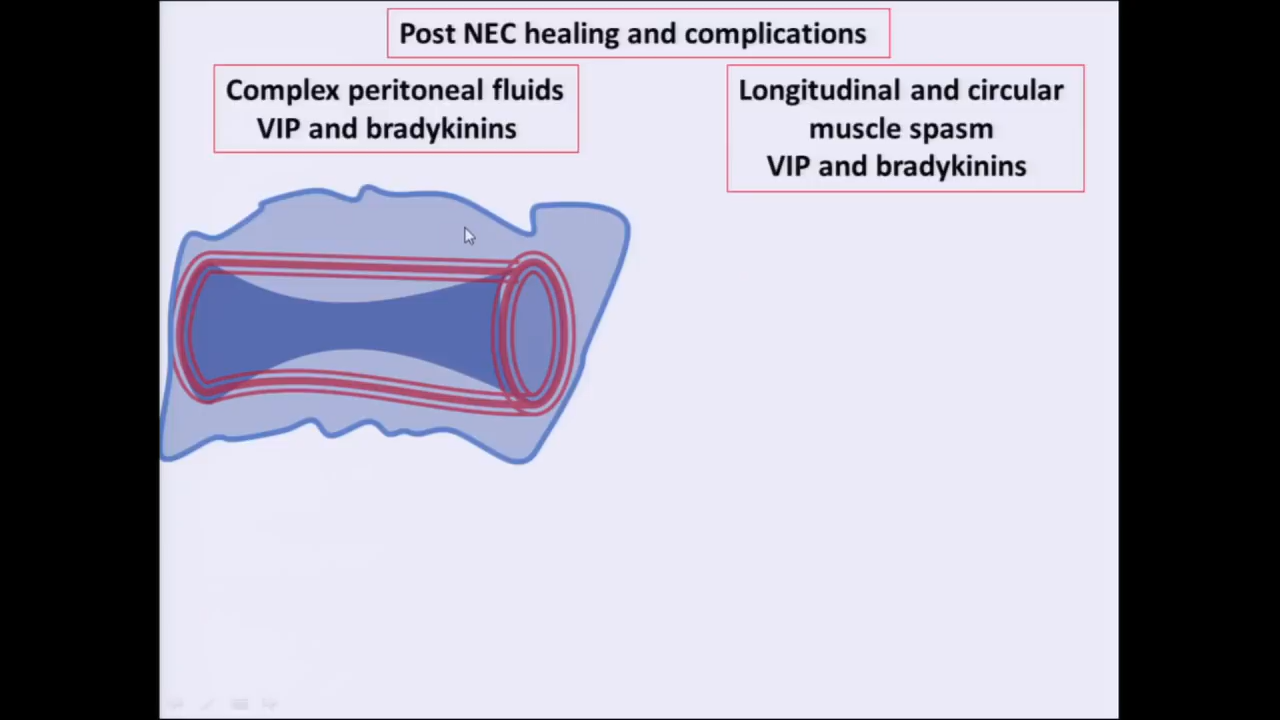 Post NEC healing and complications
Complex peritoneal fluids
VIP and bradykinins
Longitudinal and circular
muscle spasm
VIP and bradykinins